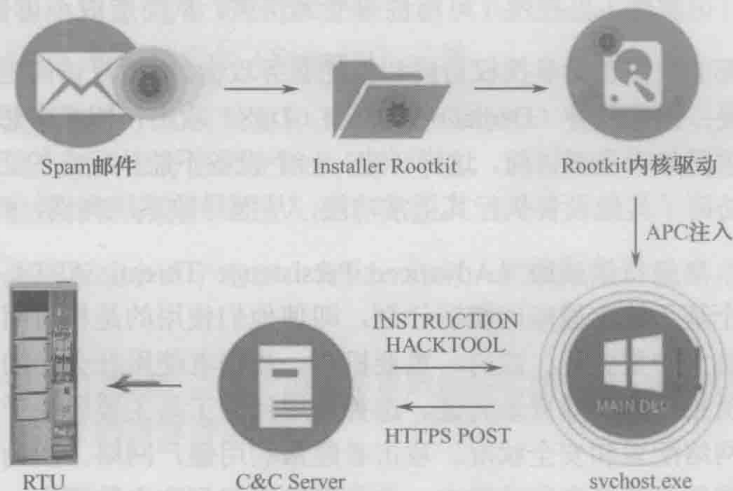 Spam邮件
Installer Rootkit
Rootkit内核驱动
APC注入
INSTRUCTION
HACKTOOL
MAIN DLL
HTTPS POST
RTU
C&C Server
svchost.exe